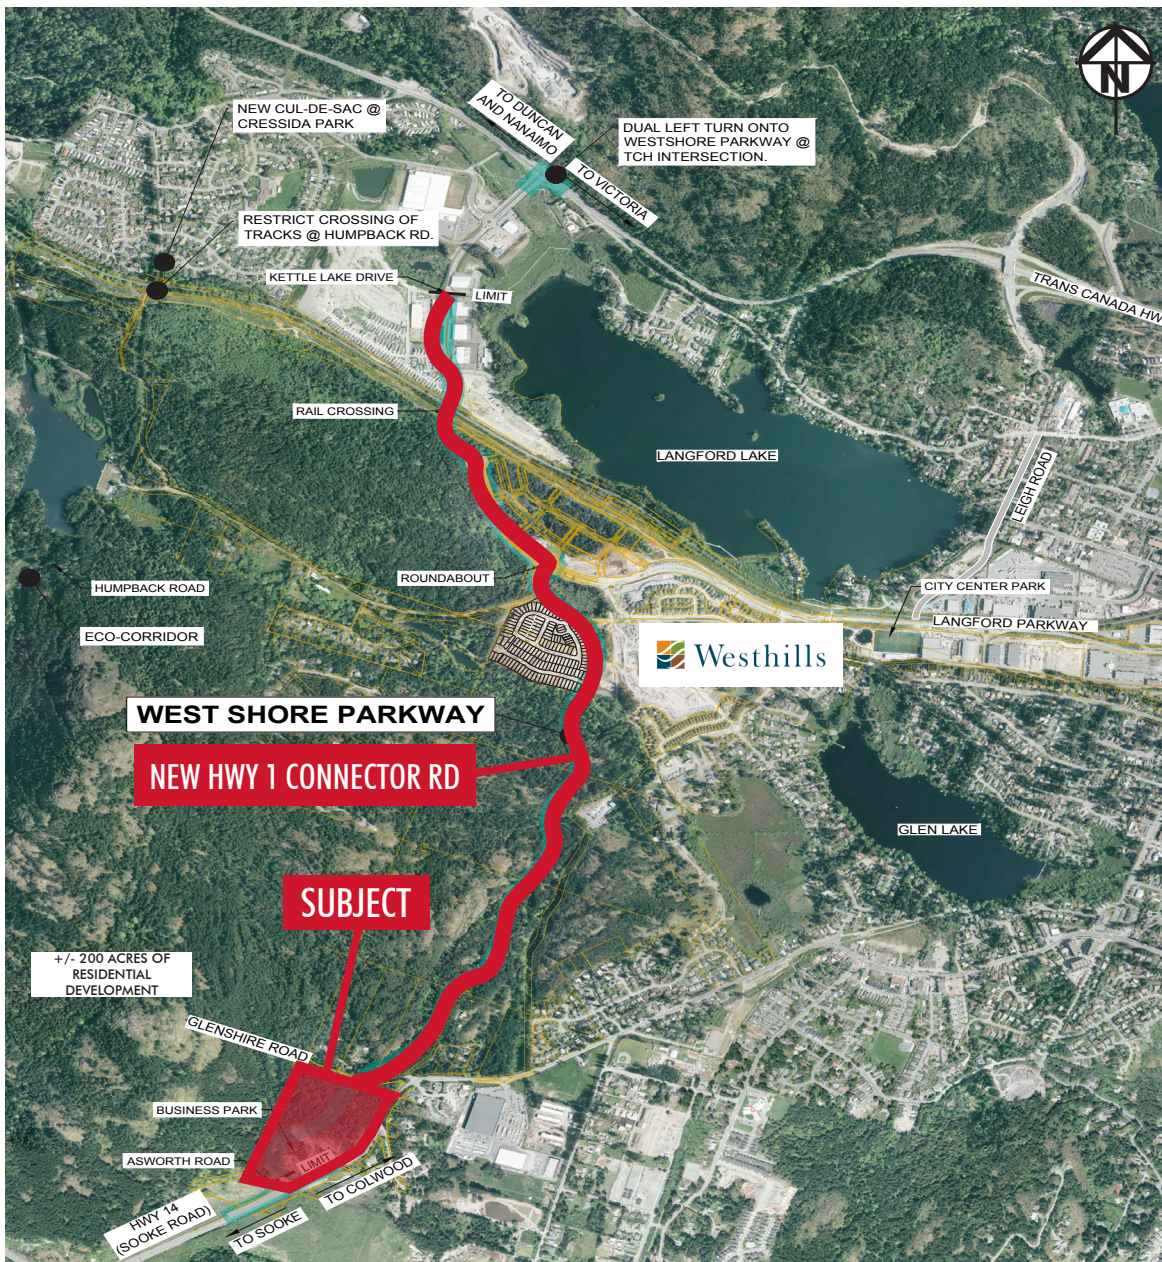 N
NEW CUL-DE-SAC @
CRESSIDA PARK
TO DUNCAN
AND NANAIMO
DUAL LEFT TURN ONTO
WESTSHORE PARKWAY @
TCH INTERSECTION.
TO VICTORIA
RESTRICT CROSSING OF
TRACKS @ HUMPBACK RD.
KETTLE LAKE DRIVE
LIMIT
TRANS CANADA HW
RAIL CROSSING
LANGFORD LAKE
LEIGH ROAD
ROUNDABOUT
HUMPBACK ROAD
CITY CENTER PARK
LANGFORD PARKWAY
ECO-CORRIDOR
Westhills
WEST SHORE PARKWAY
NEW HWY 1 CONNECTOR RD
GLEN LAKE
SUBJECT
+/- 200 ACRES OF
RESIDENTIAL
DEVELOPMENT
GLENSHIRE ROAD
BUSINESS PARK
ASWORTH ROAD
LIMIT
TO COLWOOD
HWY 14
(SOOKE ROAD)
TO SOOKE